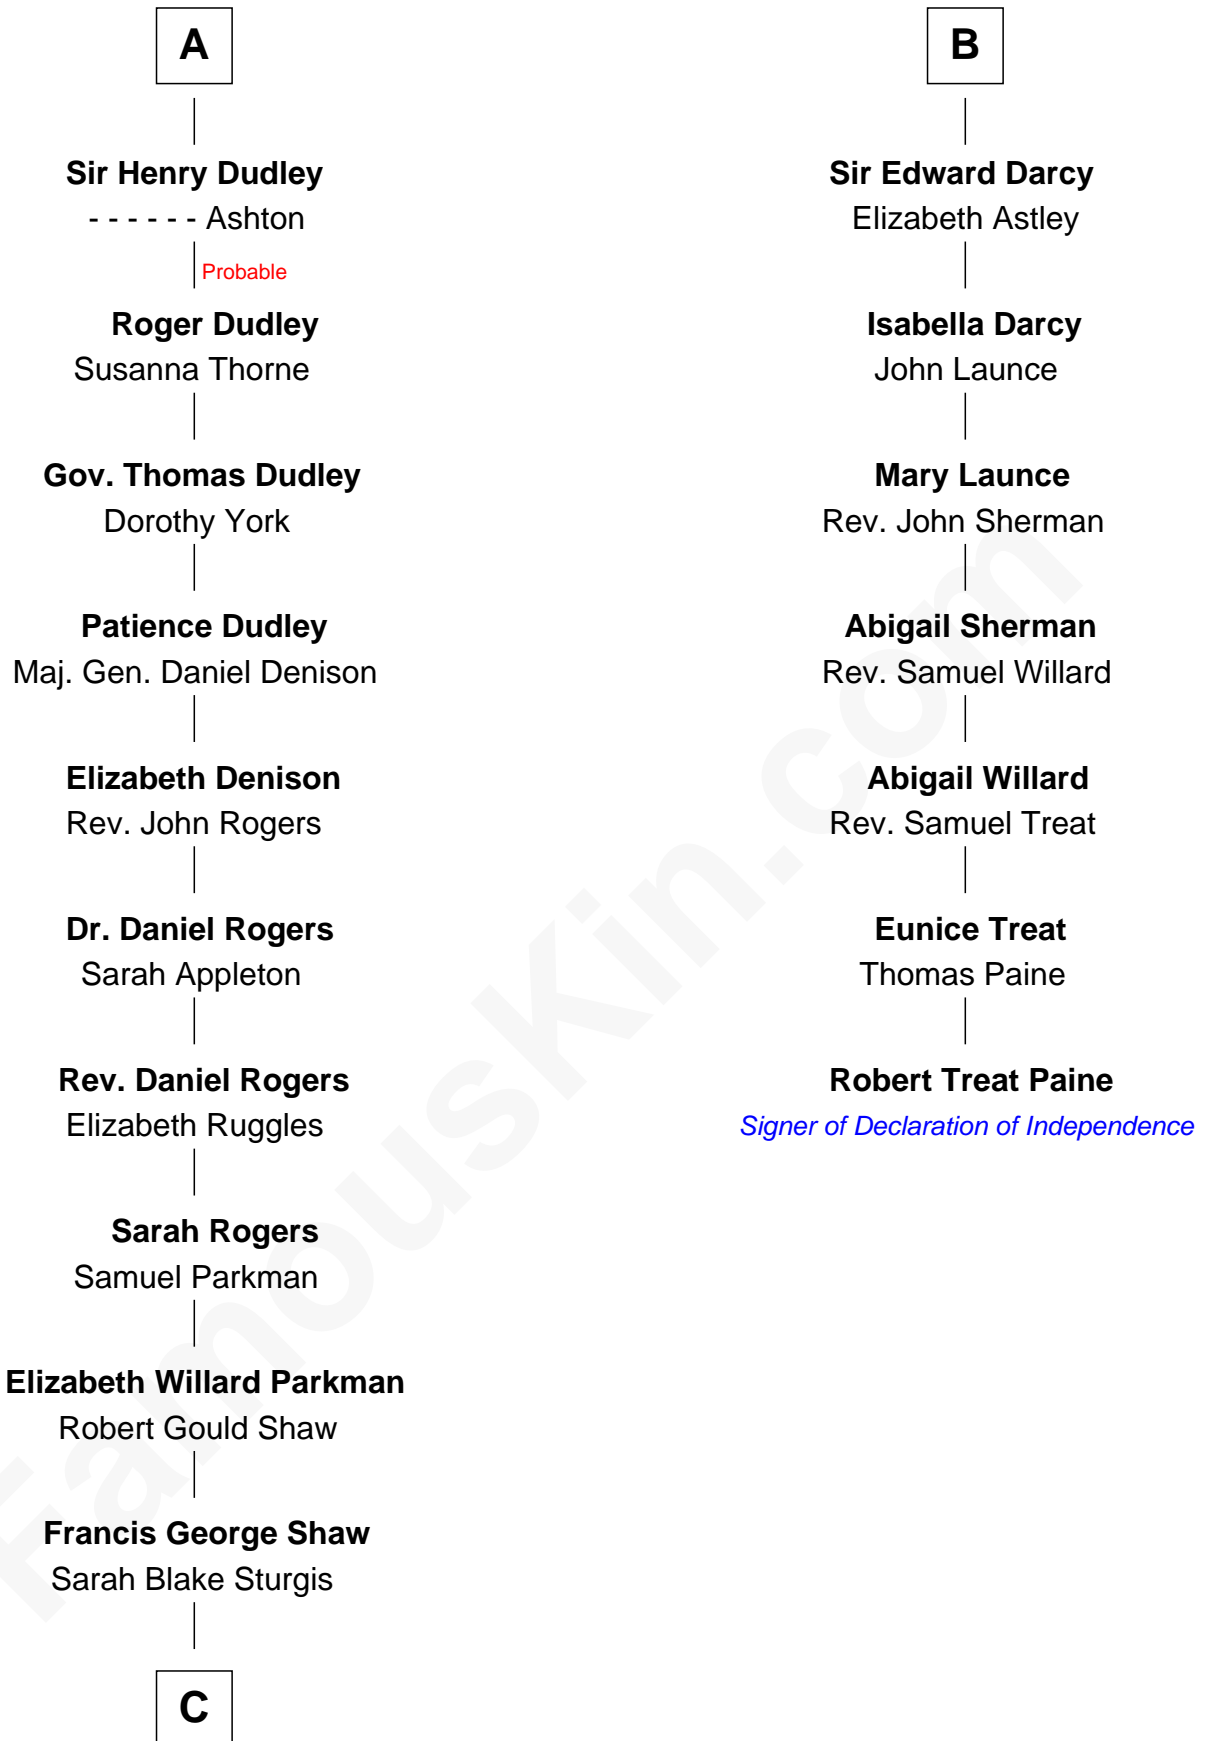 A
Sir Henry Dudley
- - - - - - Ashton
Probable
Roger Dudley
Susanna Thorne
Gov. Thomas Dudley
Dorothy York
Patience Dudley
Maj. Gen. Daniel Denison
Elizabeth Denison
Rev. John Rogers
Dr. Daniel Rogers
Sarah Appleton
Rev. Daniel Rogers
Elizabeth Ruggles
Sarah Rogers
Samuel Parkman
Elizabeth Willard Parkman
Robert Gould Shaw
Francis George Shaw
Sarah Blake Sturgis
C
B
Sir Edward Darcy
Elizabeth Astley
Isabella Darcy
John Launce
Mary Launce
Rev. John Sherman
Abigail Sherman
Rev. Samuel Willard
Abigail Willard
Rev. Samuel Treat
Eunice Treat
Thomas Paine
Robert Treat Paine
Signer of Declaration of Independence
FamousKin.com